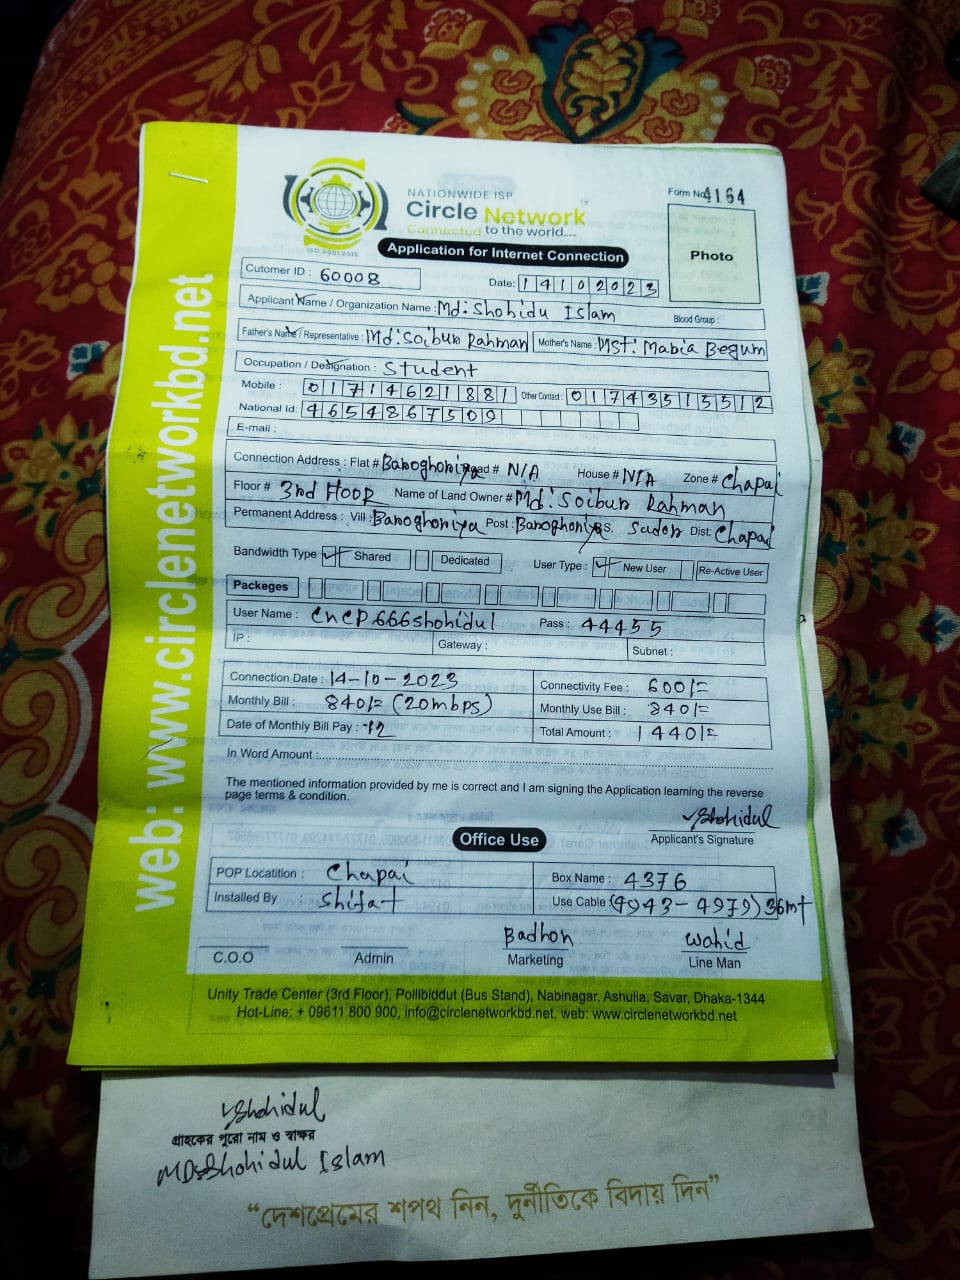 NATIONWIDE ISP
Circle Network
Connected to the world.....
ISO 9001:2015
Form No 4164
Photo
Application for Internet Connection
Cutomer ID : 60008
Date: 14102023
Applicant Name / Organization Name : Md: Shohidu Islam Blood Group :
Father's Name / Representative : Md: Soibur Rahman Mother's Name : Mst: Mabia Begum
Occupation / Designation : Student
Mobile : 01714621881 Other Contact : 01743515512
National Id: 4654867509
E-mail :
Connection Address : Flat # Baroghoriya Road # N/A House # N/A Zone # Chapai
Floor # 3rd Floor Name of Land Owner # Md: Soibur Rahman
Permanent Address : Vill : Baroghoriya Post : Baroghoriya P.S. Sador Dist: Chapai
Bandwidth Type ✓ Shared Dedicated User Type : ✓ New User Re-Active User
Packeges
User Name : CnCP.666shohidul Pass : 44455
IP : Gateway : Subnet :
Connection Date : 14-10-2023 Connectivity Fee : 600/=
Monthly Bill : 840/= (20mbps) Monthly Use Bill : 840/=
Date of Monthly Bill Pay : -12 Total Amount : 1440/=
In Word Amount :
The mentioned information provided by me is correct and I am signing the Application learning the reverse
page terms & condition.
Shohidul
Applicant's Signature
Office Use
POP Locatition : Chapai Box Name : 4376
Installed By Shifat Use Cable (4943-4979) 36mt
Badhon Wahid
C.O.O Admin Marketing Line Man
Unity Trade Center (3rd Floor), Pollibiddut (Bus Stand), Nabinagar, Ashulia, Savar, Dhaka-1344
Hot-Line: + 09611 800 900, info@circlenetworkbd.net, web: www.circlenetworkbd.net
web: www.circlenetworkbd.net
Shohidul
গ্রাহকের পুরো নাম ও স্বাক্ষর
MD: Shohidul Islam
“দেশপ্রেমের শপথ নিন, দুর্নীতিকে বিদায় দিন”